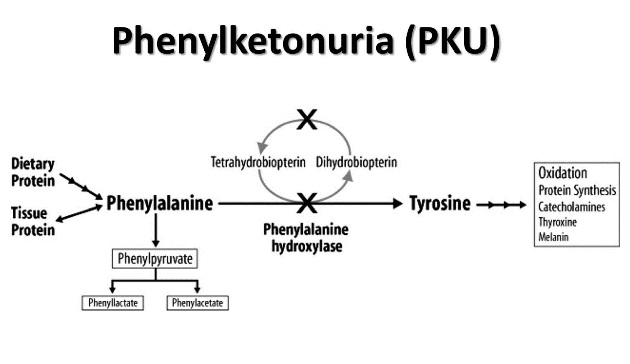 Phenylketonuria (PKU)
Dietary
Protein
Tissue
Protein
Phenylalanine
Tetrahydrobiopterin
Dihydrobiopterin
X
X
Phenylalanine
hydroxylase
Tyrosine
Oxidation
Protein Synthesis
Catecholamines
Thyroxine
Melanin
Phenylpyruvate
Phenyllactate
Phenylacetate